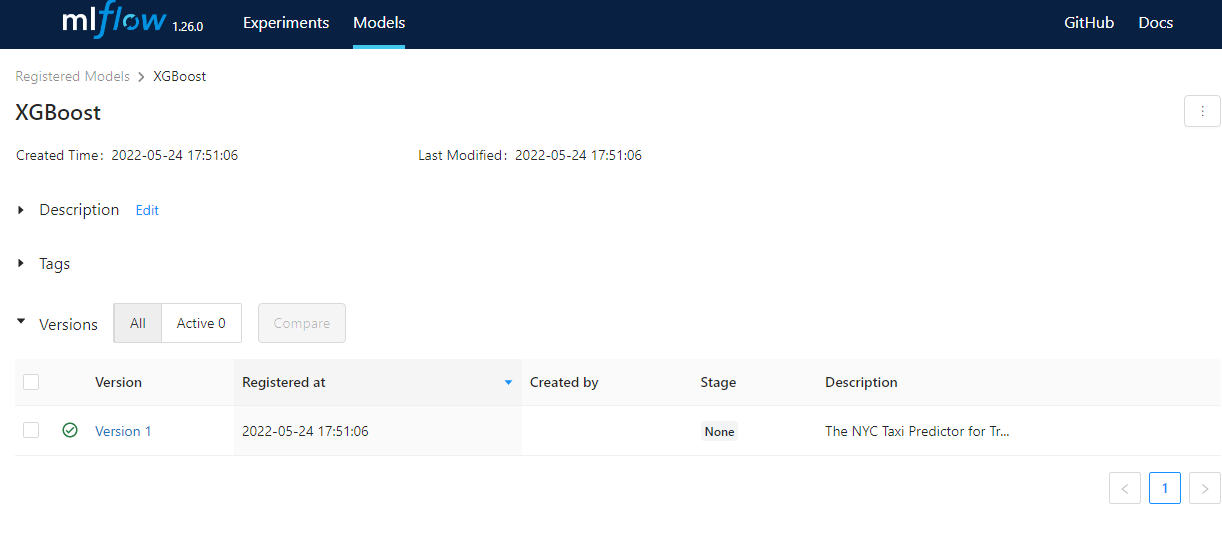 mlflow 1.26.0 Experiments Models GitHub Docs
Registered Models > XGBoost
XGBoost
Created Time: 2022-05-24 17:51:06 Last Modified: 2022-05-24 17:51:06
Description Edit
Tags
Versions All Active 0 Compare
Version Registered at Created by Stage Description
Version 1 2022-05-24 17:51:06 None The NYC Taxi Predictor for Tr...
< 1 >